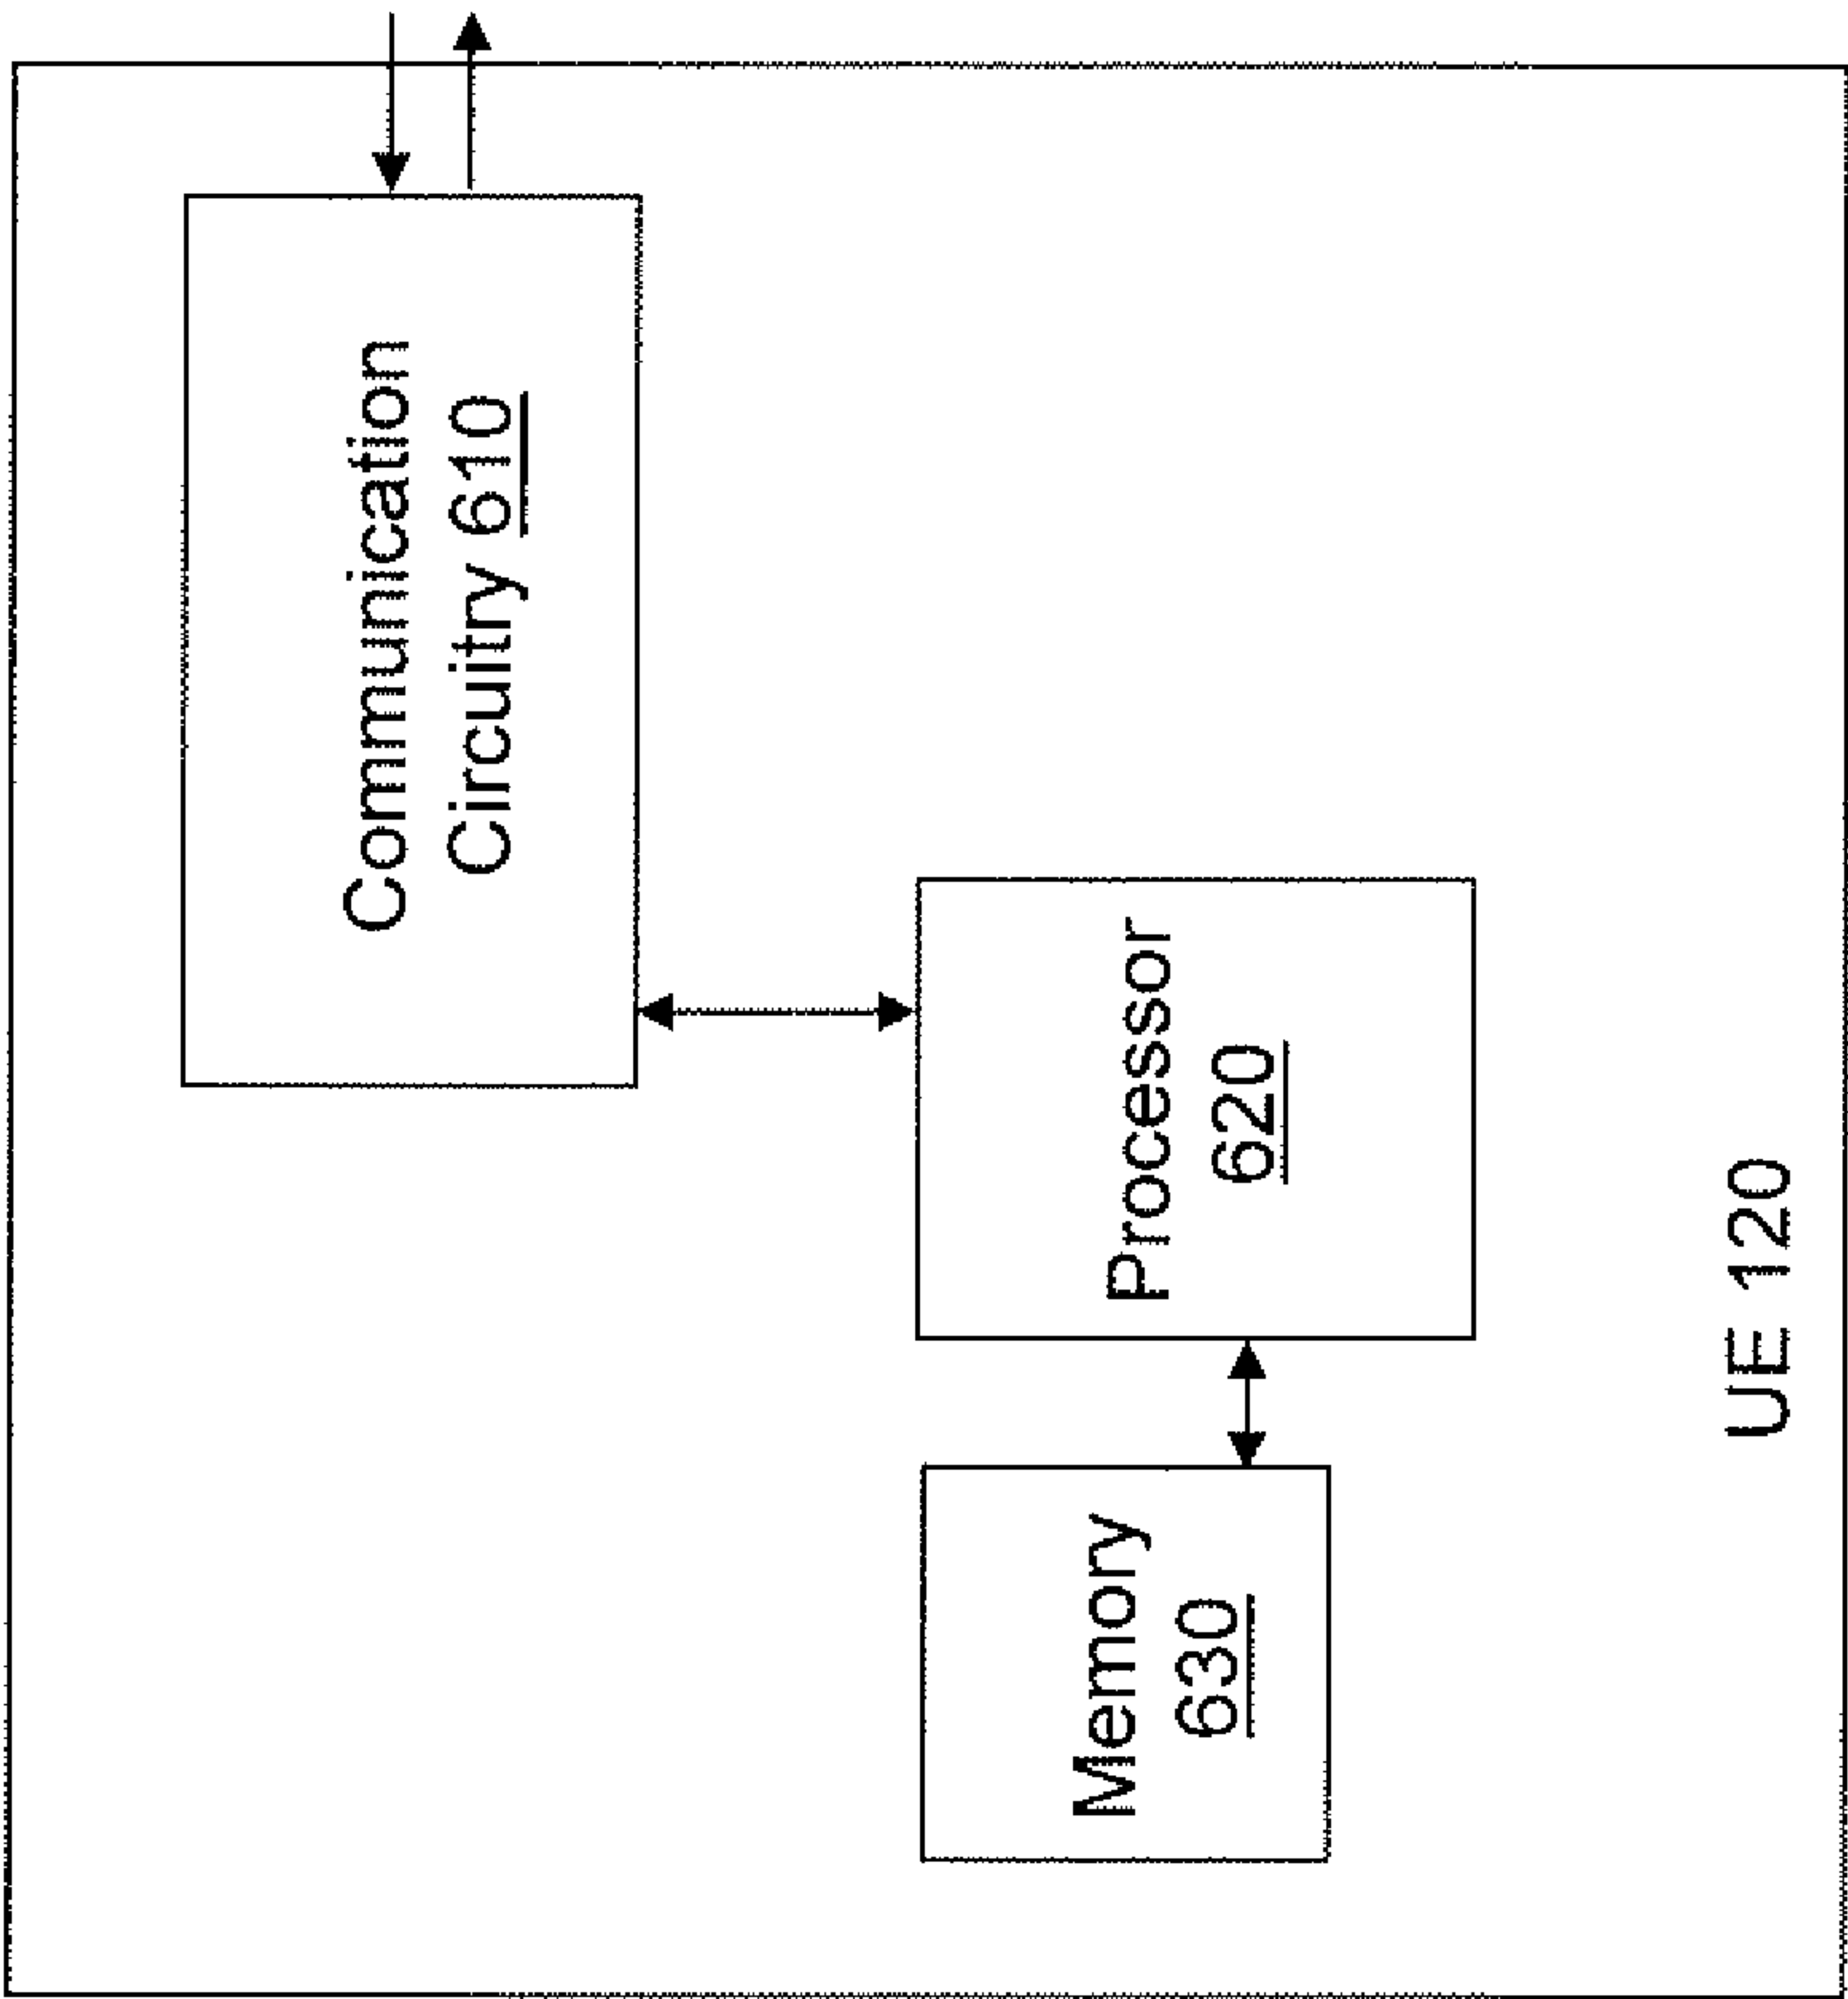 Communication
Circuitry 610
Processor
620
Memory
630
UE 120